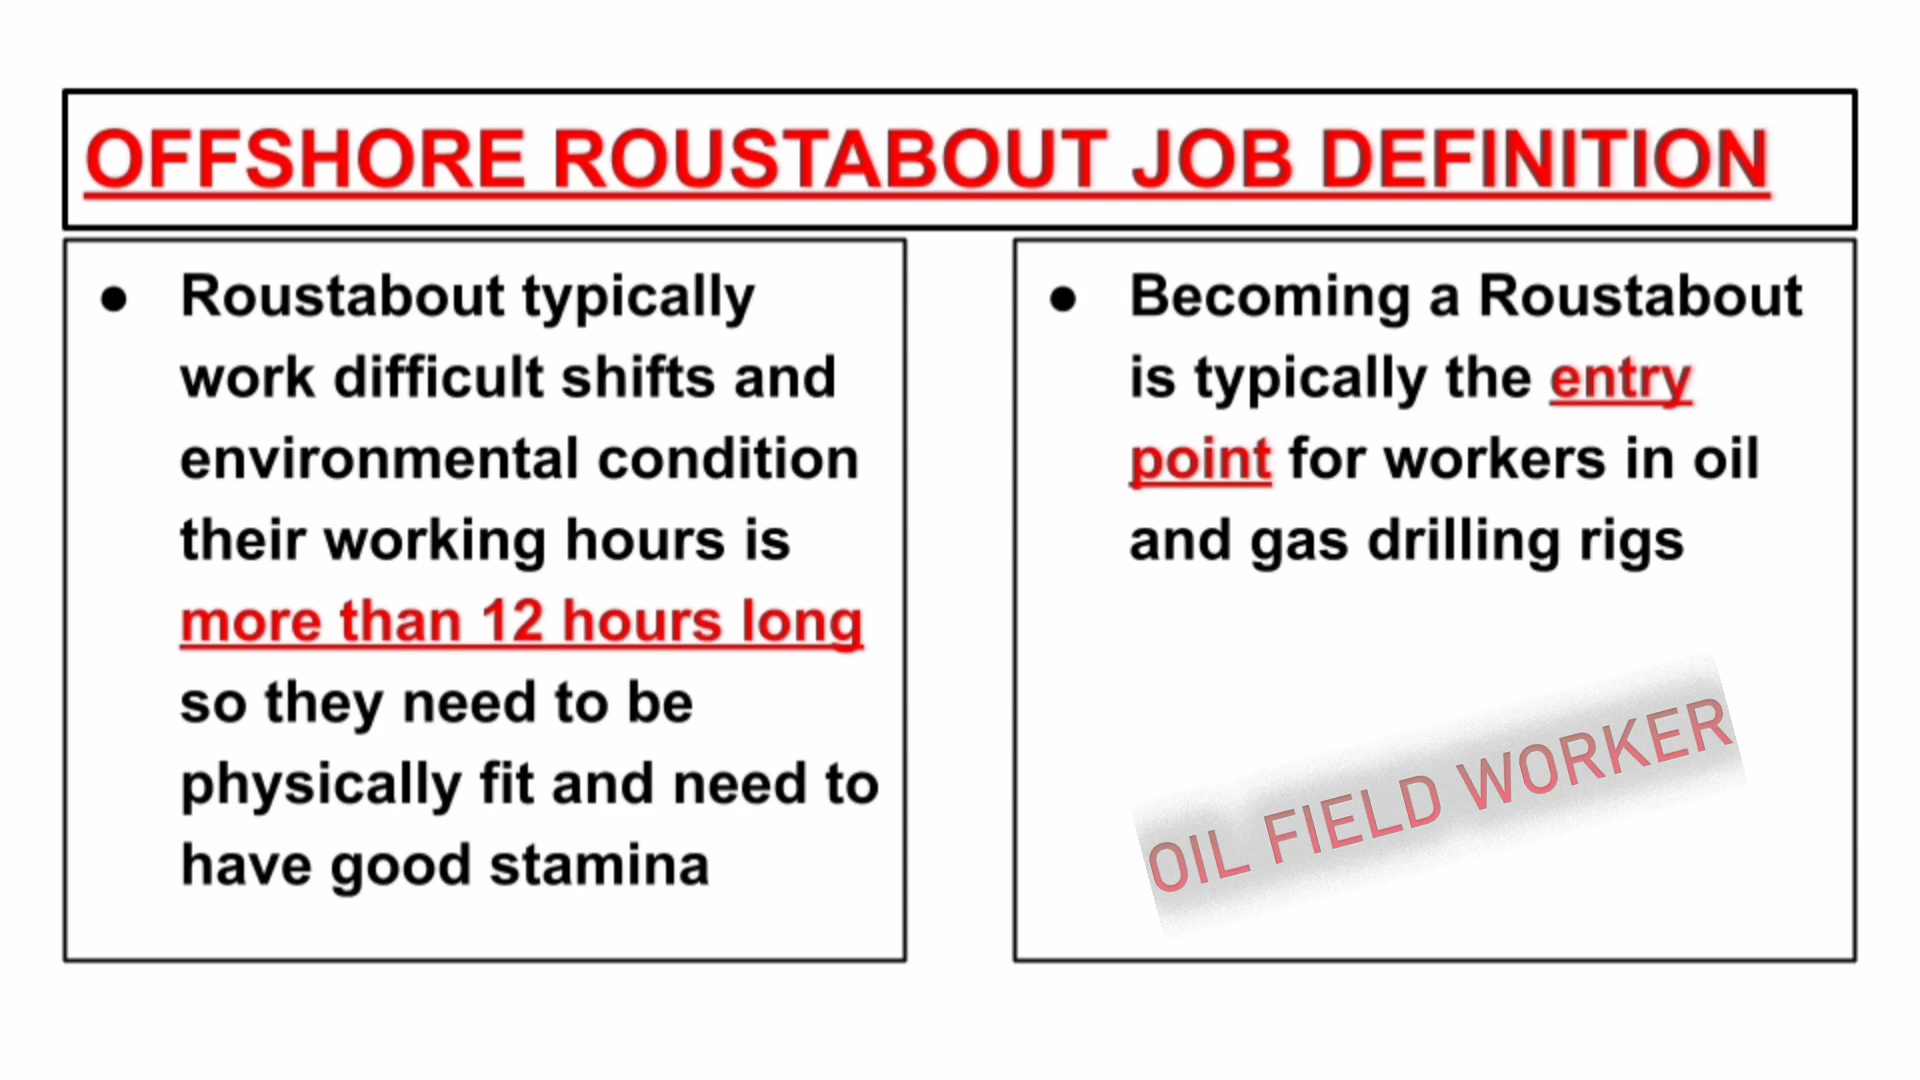 OFFSHORE ROUSTABOUT JOB DEFINITION
● Roustabout typically
work difficult shifts and
environmental condition
their working hours is
more than 12 hours long
so they need to be
physically fit and need to
have good stamina
● Becoming a Roustabout
is typically the entry
point for workers in oil
and gas drilling rigs
OIL FIELD WORKER